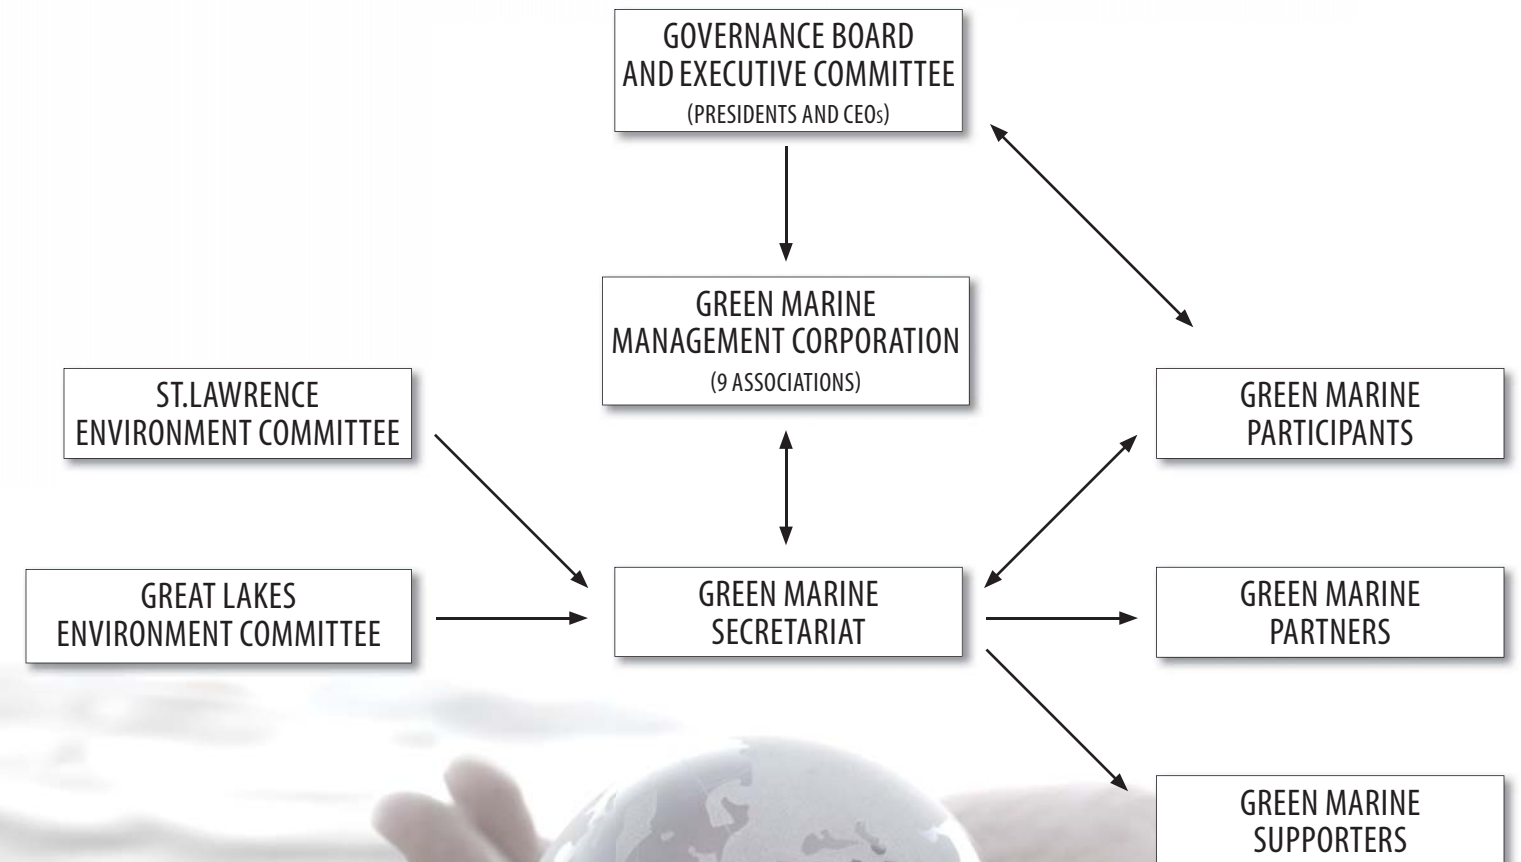 GOVERNANCE BOARD
AND EXECUTIVE COMMITTEE
(PRESIDENTS AND CEOs)
GREEN MARINE
MANAGEMENT CORPORATION
(9 ASSOCIATIONS)
ST.LAWRENCE
ENVIRONMENT COMMITTEE
GREEN MARINE
PARTICIPANTS
GREAT LAKES
ENVIRONMENT COMMITTEE
GREEN MARINE
SECRETARIAT
GREEN MARINE
PARTNERS
GREEN MARINE
SUPPORTERS